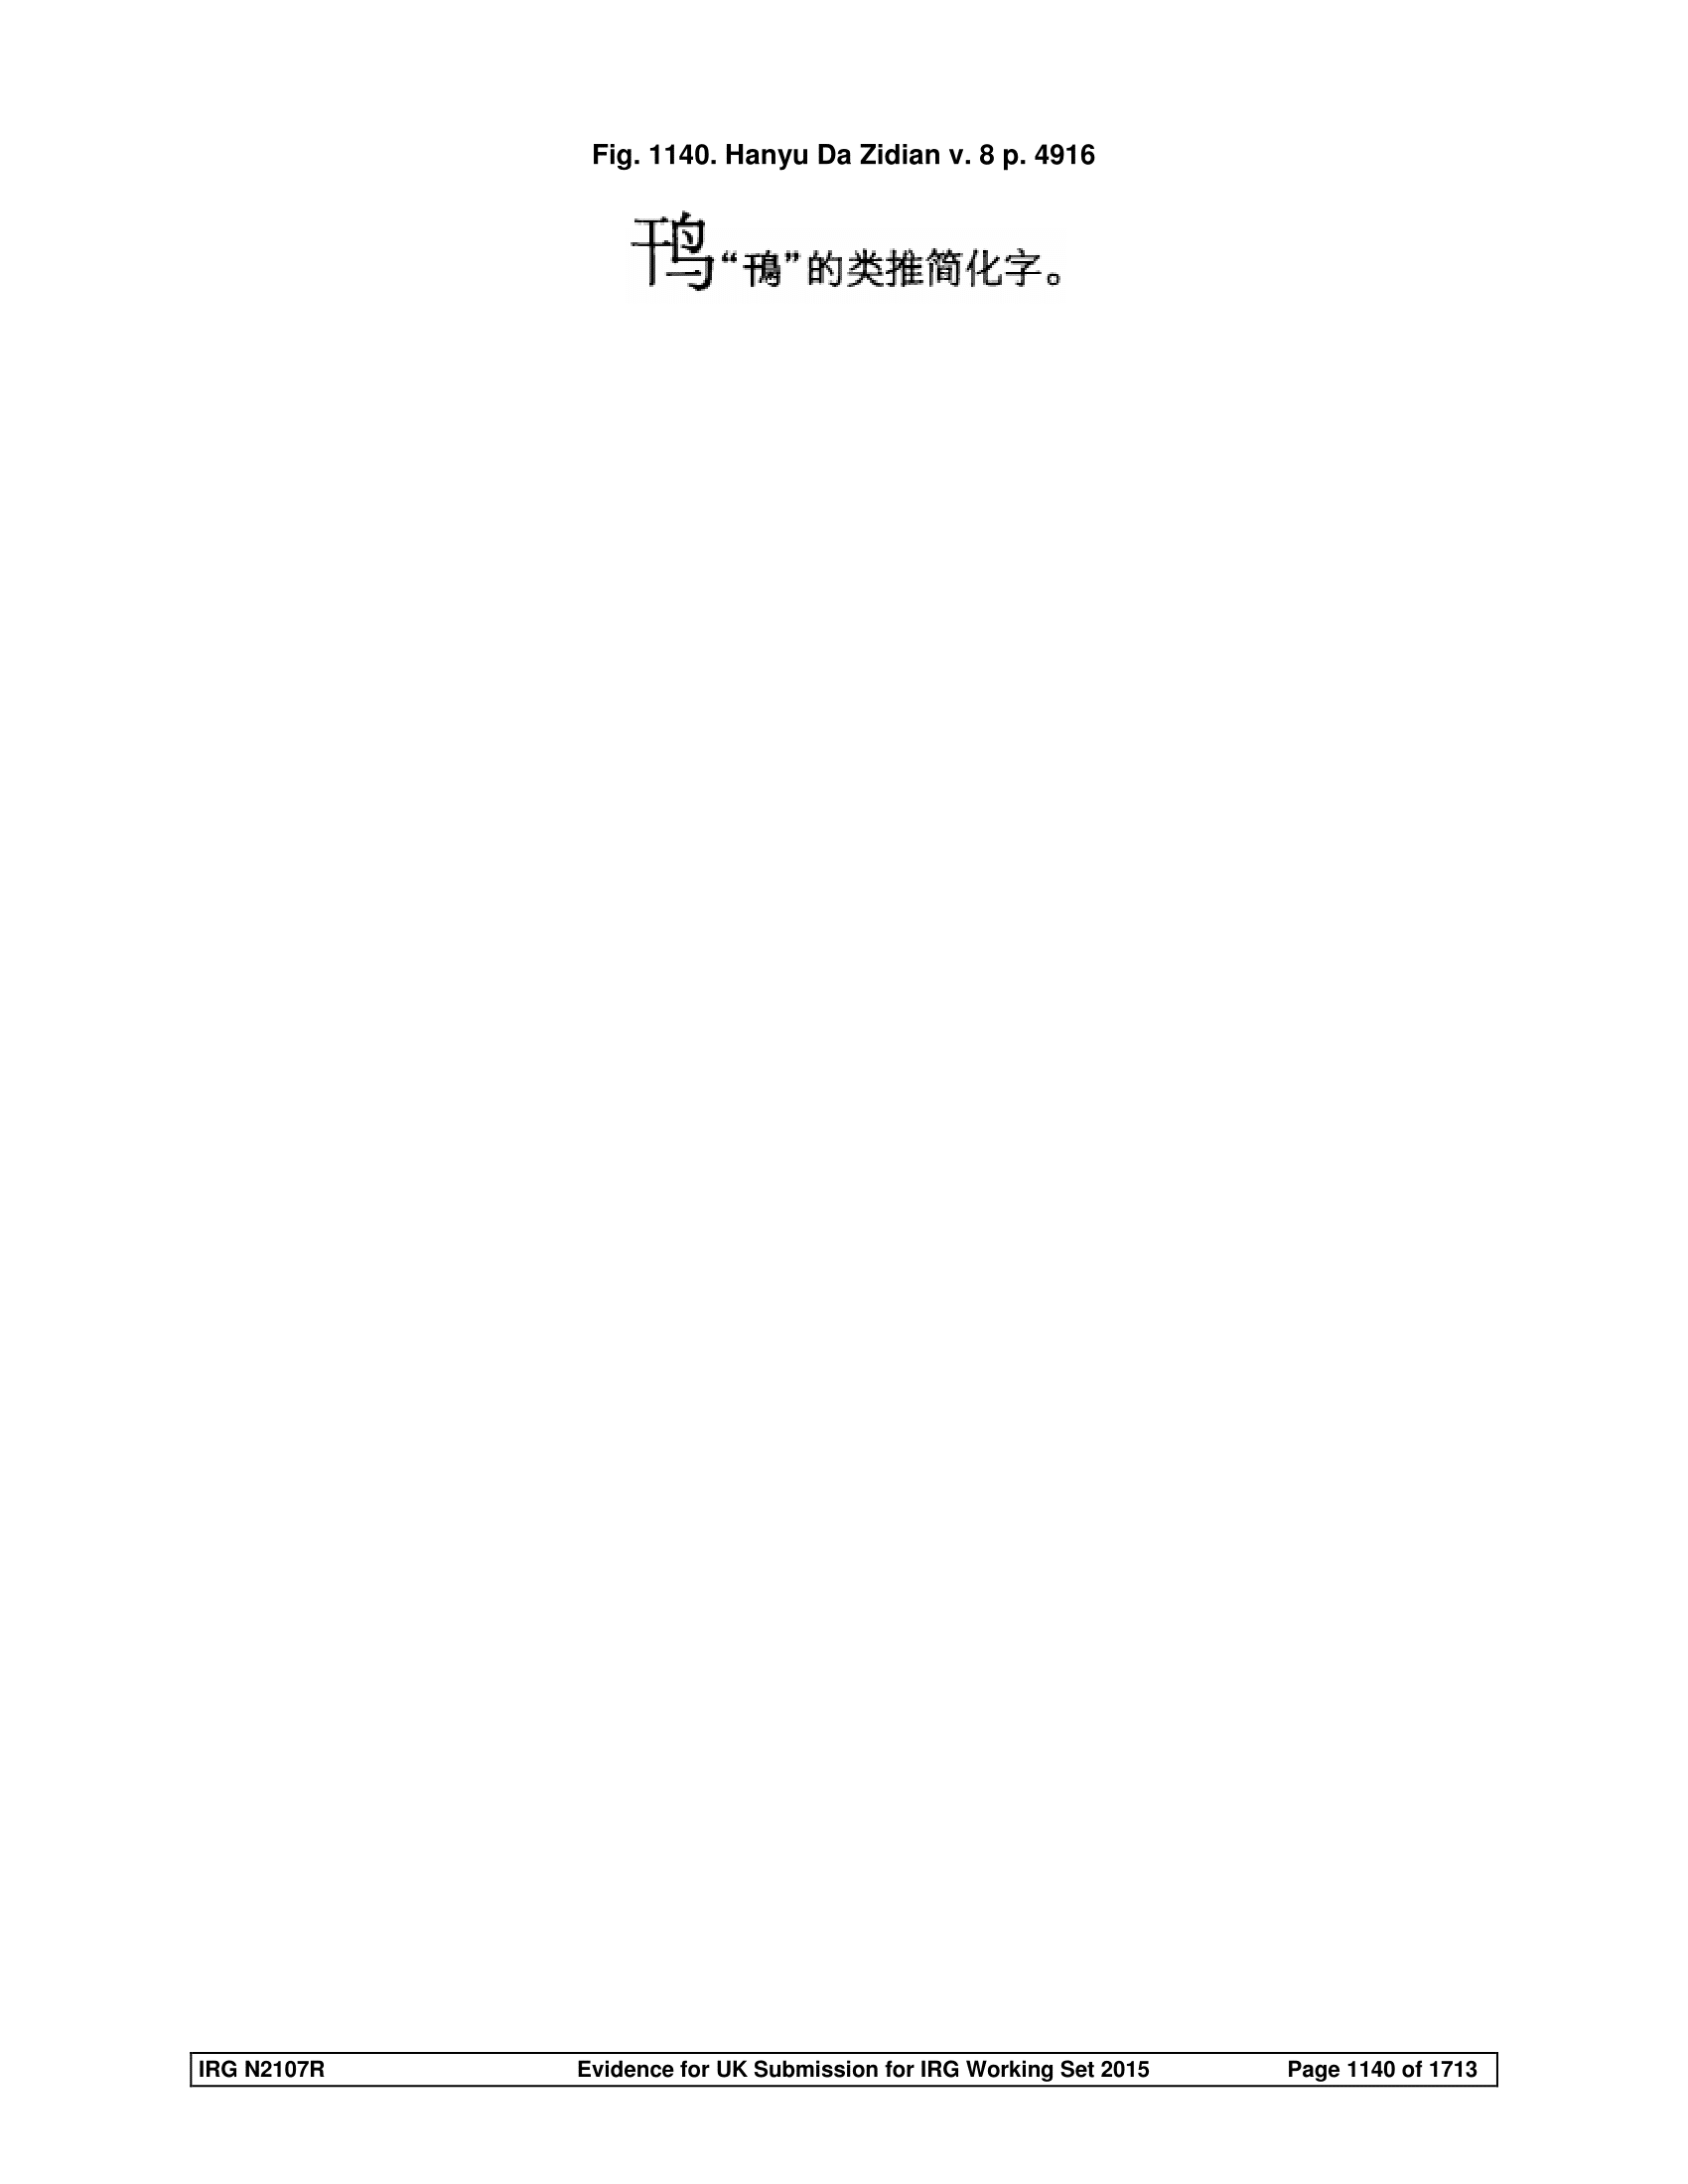 Fig. 1140. Hanyu Da Zidian v. 8 p. 4916
“鳱”的类推简化字。
IRG N2107R Evidence for UK Submission for IRG Working Set 2015 Page 1140 of 1713